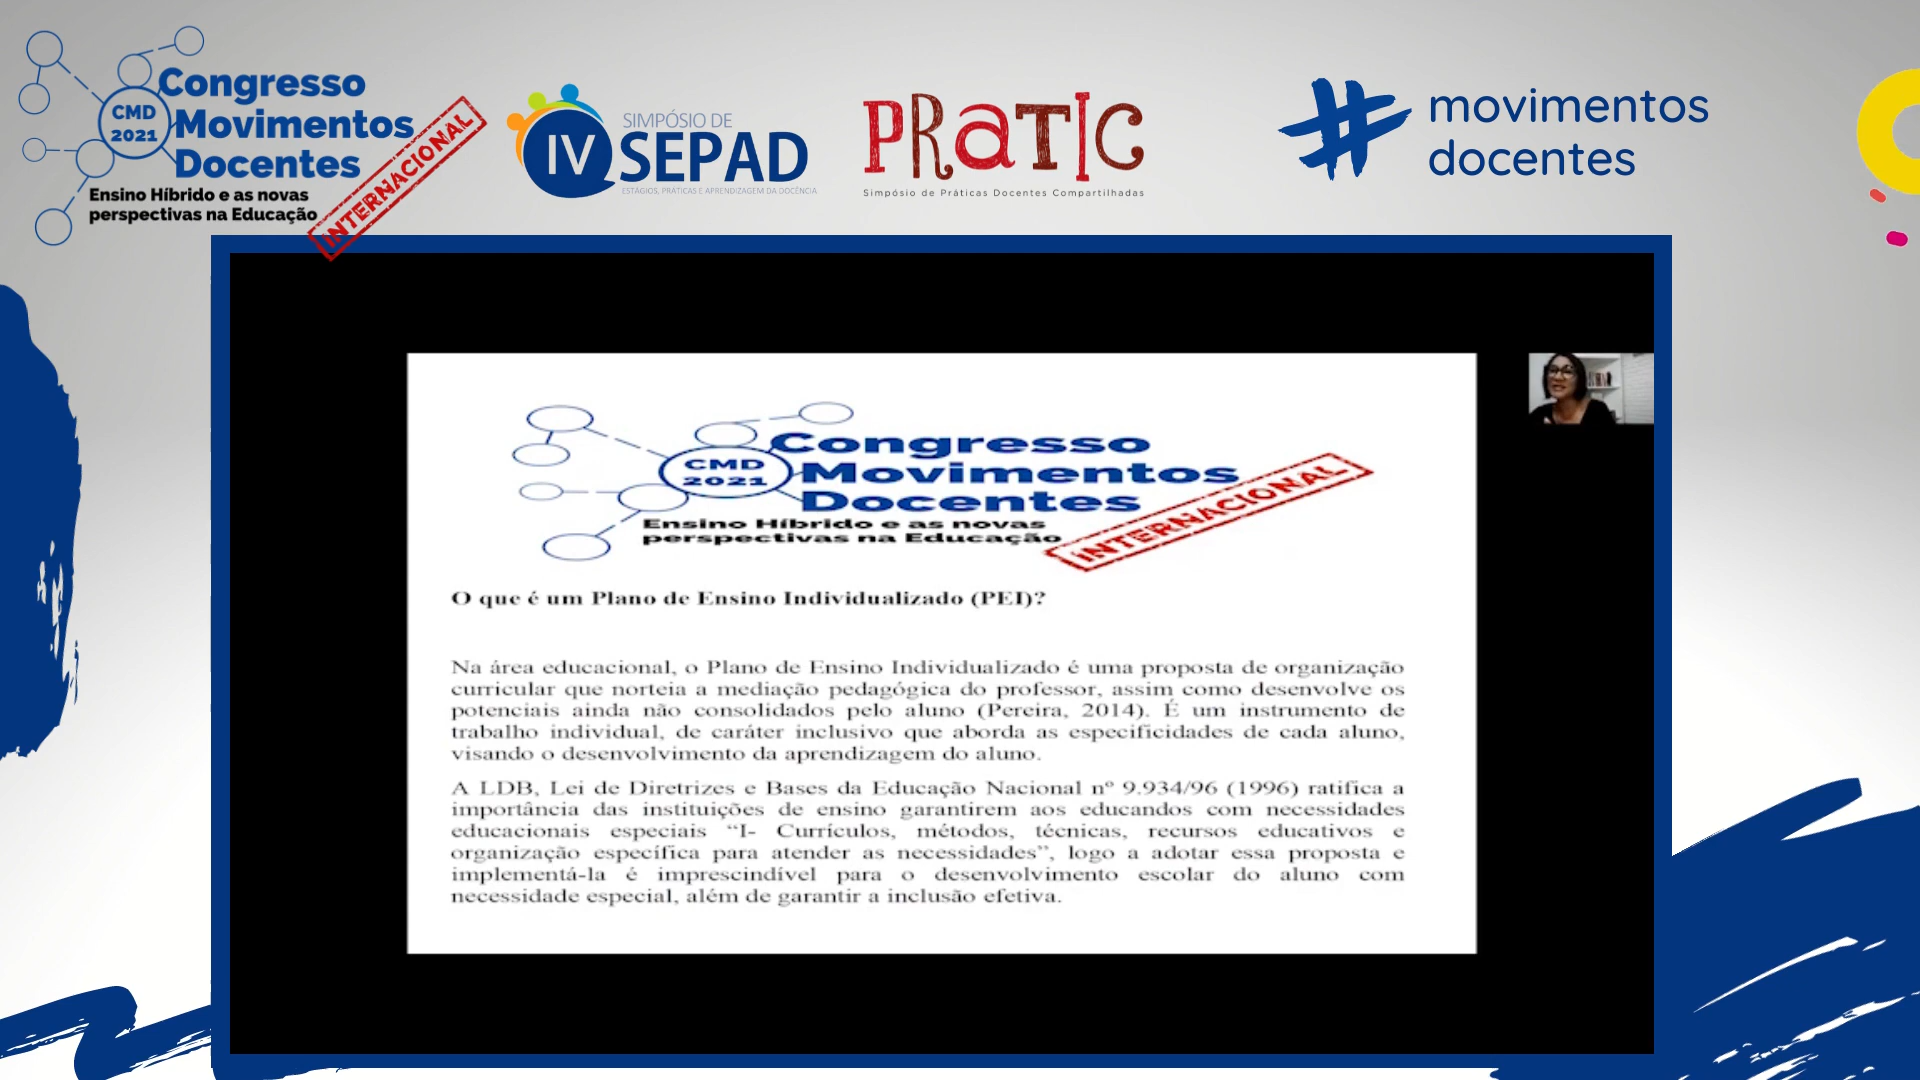 Congresso
CMD
2021
Movimentos
Docentes
Ensino Híbrido e as novas
perspectivas na Educação
INTERNACIONAL
IV
SIMPÓSIO DE
SEPAD
ESTÁGIOS, PRÁTICAS E APRENDIZAGEM DA DOCÊNCIA
PRATIC
Simpósio de Práticas Docentes Compartilhadas
# movimentos
docentes
Congresso
CMD
2021
Movimentos
Docentes
Ensino Híbrido e as novas
perspectivas na Educação
INTERNACIONAL
O que é um Plano de Ensino Individualizado (PEI)?
Na área educacional, o Plano de Ensino Individualizado é uma proposta de organização
curricular que norteia a mediação pedagógica do professor, assim como desenvolve os
potenciais ainda não consolidados pelo aluno (Pereira, 2014). É um instrumento de
trabalho individual, de caráter inclusivo que aborda as especificidades de cada aluno,
visando o desenvolvimento da aprendizagem do aluno.
A LDB, Lei de Diretrizes e Bases da Educação Nacional nº 9.934/96 (1996) ratifica a
importância das instituições de ensino garantirem aos educandos com necessidades
educacionais especiais “I- Currículos, métodos, técnicas, recursos educativos e
organização específica para atender as necessidades”, logo a adotar essa proposta e
implementá-la é imprescindível para o desenvolvimento escolar do aluno com
necessidade especial, além de garantir a inclusão efetiva.